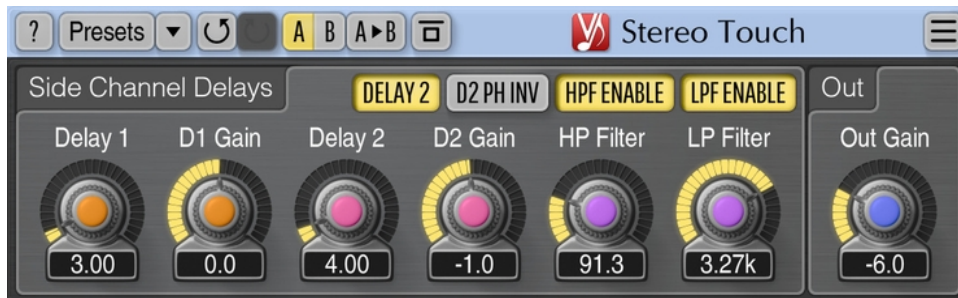 ? Presets A B A▸B Stereo Touch
Side Channel Delays DELAY 2 D2 PH INV HPF ENABLE LPF ENABLE Out
Delay 1 D1 Gain Delay 2 D2 Gain HP Filter LP Filter Out Gain
3.00 0.0 4.00 -1.0 91.3 3.27k -6.0